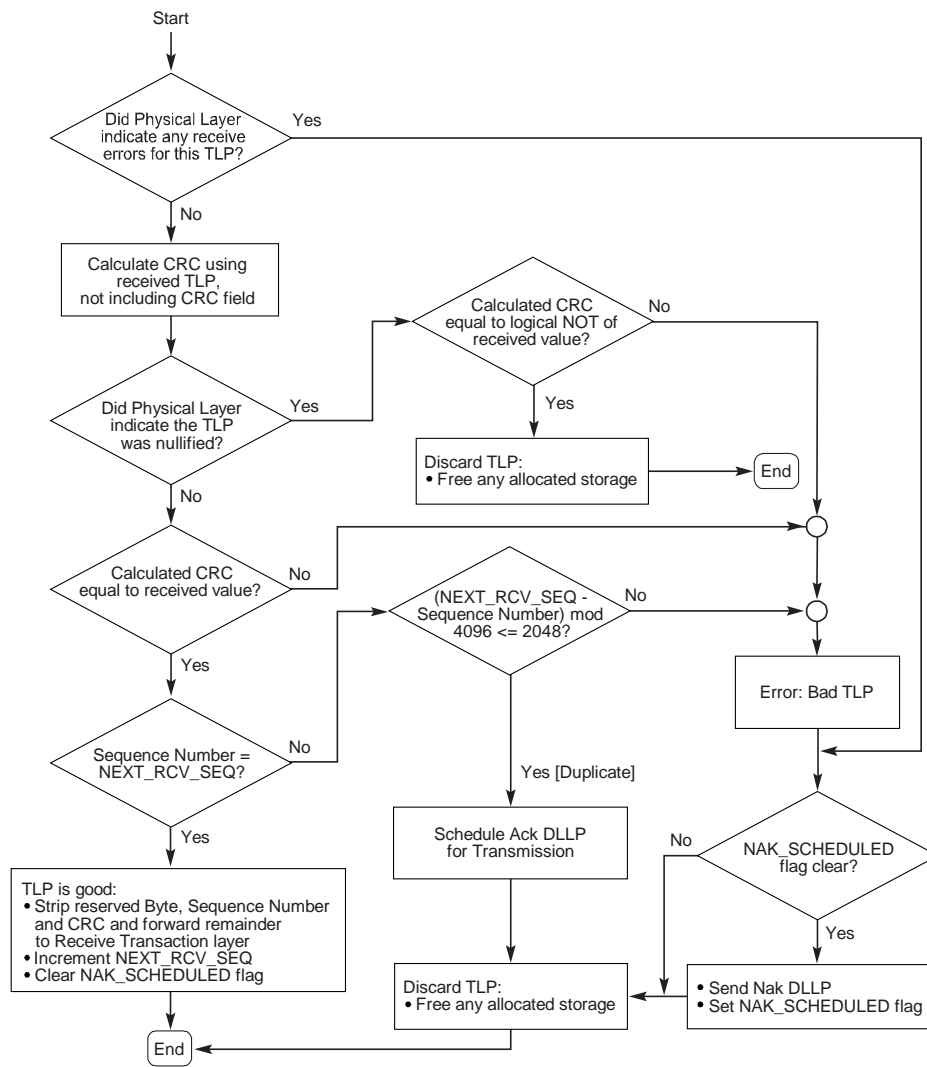 Start
Did Physical Layer
indicate any receive
errors for this TLP?
Yes
No
Calculate CRC using
received TLP,
not including CRC field
Calculated CRC
equal to logical NOT of
received value?
No
Yes
Did Physical Layer
indicate the TLP
was nullified?
Yes
No
Discard TLP:
• Free any allocated storage
End
Calculated CRC
equal to received value?
No
Yes
(NEXT_RCV_SEQ -
Sequence Number) mod
4096 <= 2048?
No
Error: Bad TLP
Sequence Number =
NEXT_RCV_SEQ?
No
Yes
Yes [Duplicate]
Schedule Ack DLLP
for Transmission
NAK_SCHEDULED
flag clear?
No
Yes
TLP is good:
• Strip reserved Byte, Sequence Number
and CRC and forward remainder
to Receive Transaction layer
• Increment NEXT_RCV_SEQ
• Clear NAK_SCHEDULED flag
Discard TLP:
• Free any allocated storage
• Send Nak DLLP
• Set NAK_SCHEDULED flag
End